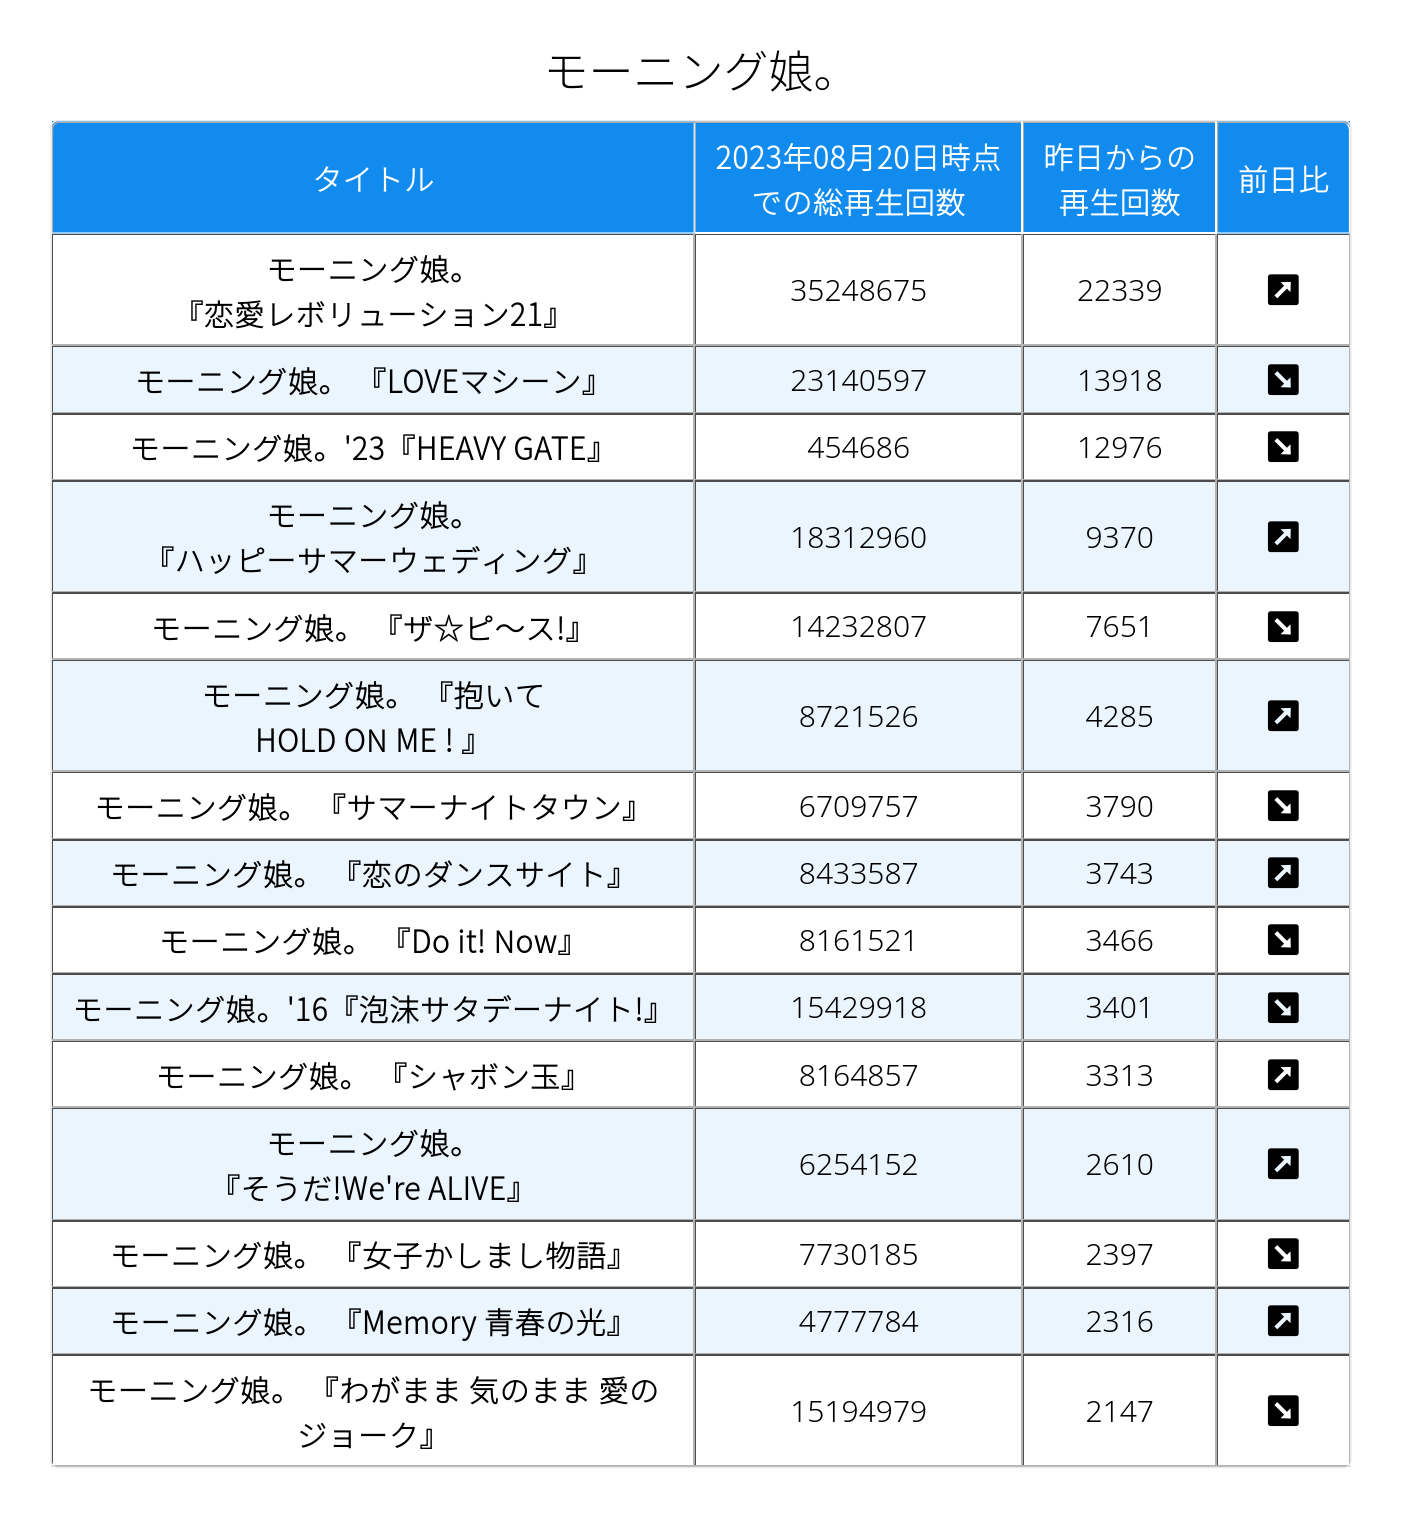 モーニング娘。
タイトル
2023年08月20日時点
での総再生回数
昨日からの
再生回数
前日比
モーニング娘。
『恋愛レボリューション21』
35248675
22339
モーニング娘。 『LOVEマシーン』
23140597
13918
モーニング娘。'23『HEAVY GATE』
454686
12976
モーニング娘。
『ハッピーサマーウェディング』
18312960
9370
モーニング娘。 『ザ☆ピ〜ス!』
14232807
7651
モーニング娘。 『抱いて
HOLD ON ME ! 』
8721526
4285
モーニング娘。 『サマーナイトタウン』
6709757
3790
モーニング娘。 『恋のダンスサイト』
8433587
3743
モーニング娘。 『Do it! Now』
8161521
3466
モーニング娘。'16『泡沫サタデーナイト!』
15429918
3401
モーニング娘。 『シャボン玉』
8164857
3313
モーニング娘。
『そうだ!We're ALIVE』
6254152
2610
モーニング娘。 『女子かしまし物語』
7730185
2397
モーニング娘。 『Memory 青春の光』
4777784
2316
モーニング娘。 『わがまま 気のまま 愛の
ジョーク』
15194979
2147